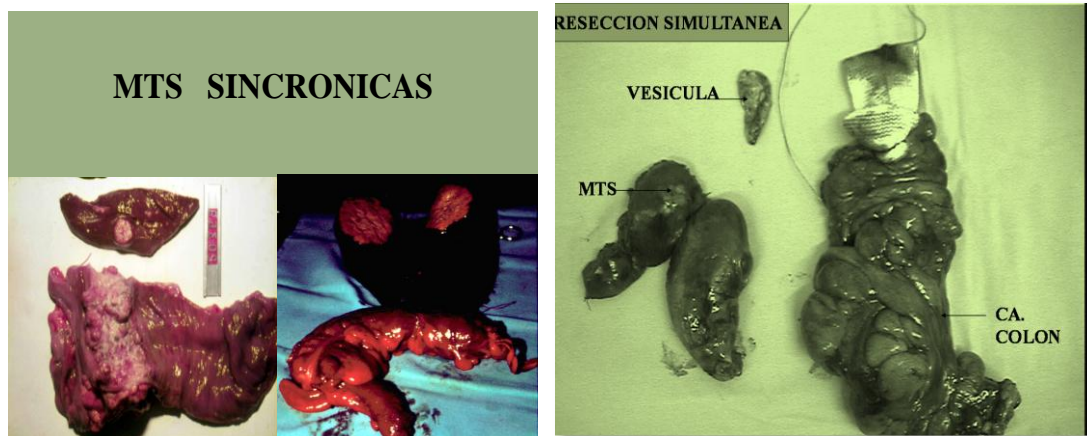 MTS SINCRONICAS
RESECCION SIMULTANEA
VESICULA
MTS
CA.
COLON